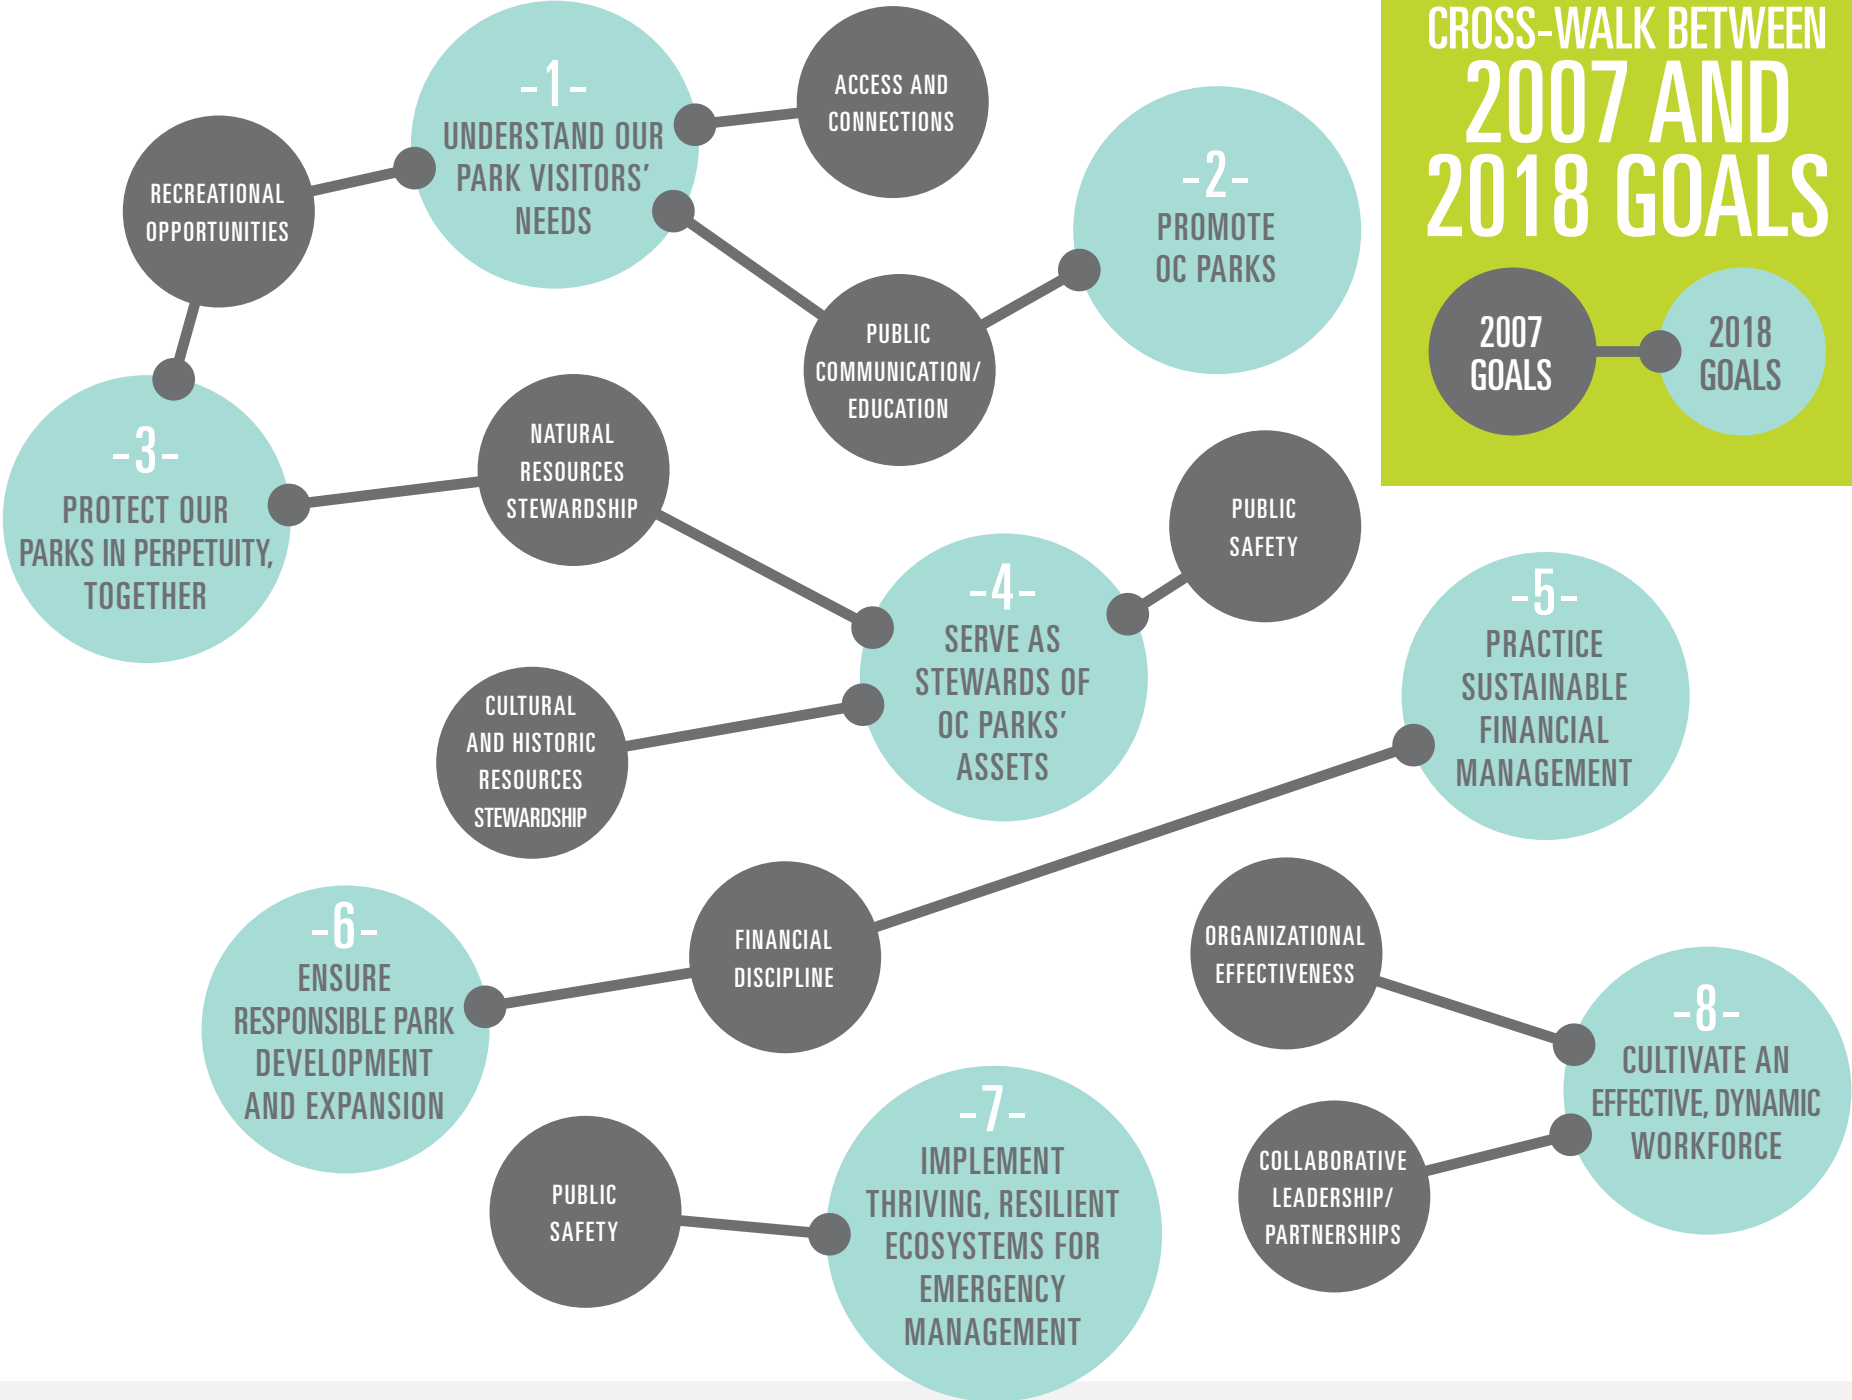 CROSS-WALK BETWEEN
2007 AND
2018 GOALS
2007
GOALS
2018
GOALS
-1-
UNDERSTAND OUR
PARK VISITORS'
NEEDS
ACCESS AND
CONNECTIONS
RECREATIONAL
OPPORTUNITIES
-2-
PROMOTE
OC PARKS
PUBLIC
COMMUNICATION/
EDUCATION
-3-
PROTECT OUR
PARKS IN PERPETUITY,
TOGETHER
NATURAL
RESOURCES
STEWARDSHIP
PUBLIC
SAFETY
-4-
SERVE AS
STEWARDS OF
OC PARKS'
ASSETS
-5-
PRACTICE
SUSTAINABLE
FINANCIAL
MANAGEMENT
CULTURAL
AND HISTORIC
RESOURCES
STEWARDSHIP
-6-
ENSURE
RESPONSIBLE PARK
DEVELOPMENT
AND EXPANSION
FINANCIAL
DISCIPLINE
ORGANIZATIONAL
EFFECTIVENESS
-8-
CULTIVATE AN
EFFECTIVE, DYNAMIC
WORKFORCE
PUBLIC
SAFETY
-7-
IMPLEMENT
THRIVING, RESILIENT
ECOSYSTEMS FOR
EMERGENCY
MANAGEMENT
COLLABORATIVE
LEADERSHIP/
PARTNERSHIPS